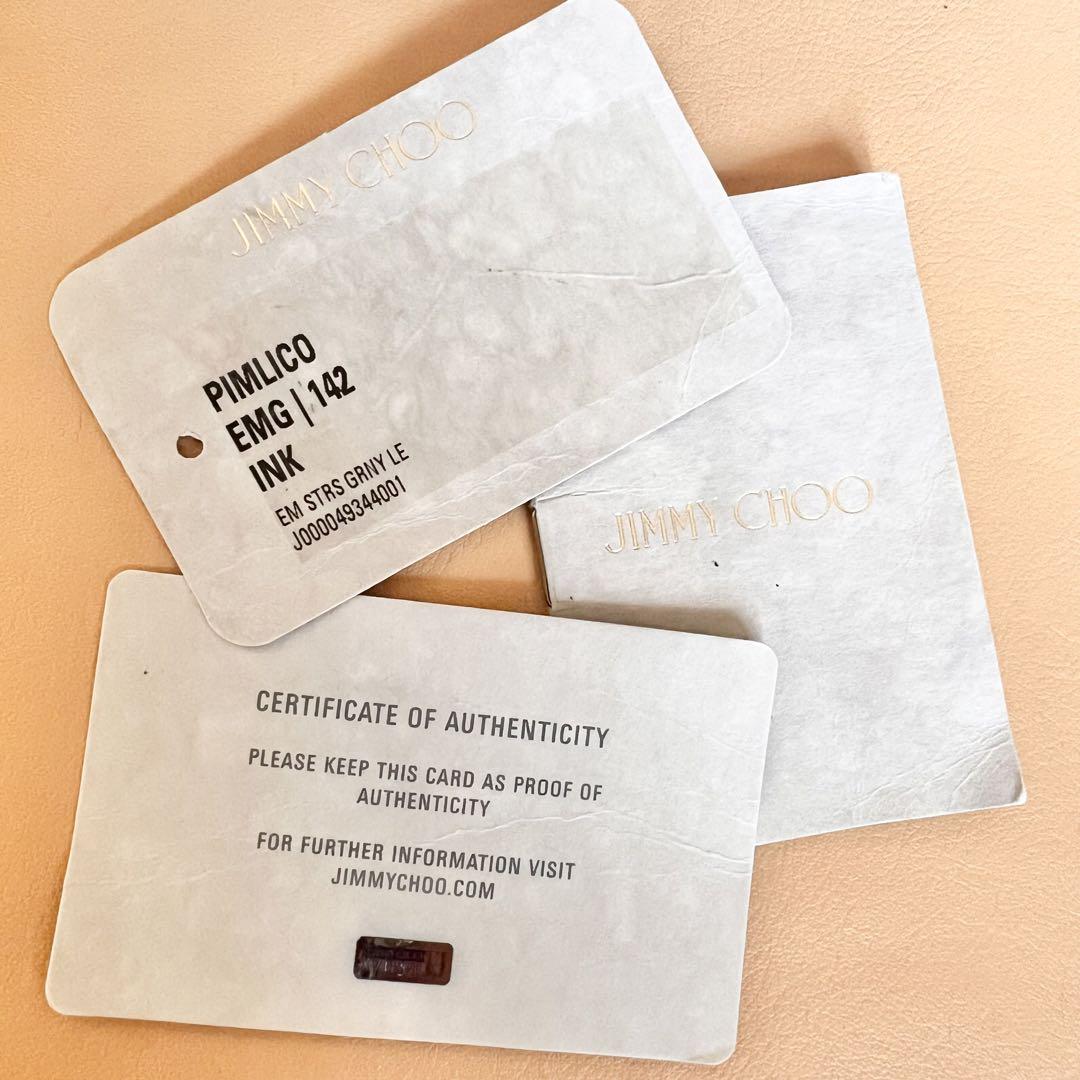 JIMMY CHOO
PIMLICO
EMG | 142
INK
EM STRS GRNY LE
J000049344001
JIMMY CHOO
CERTIFICATE OF AUTHENTICITY
PLEASE KEEP THIS CARD AS PROOF OF
AUTHENTICITY
FOR FURTHER INFORMATION VISIT
JIMMYCHOO.COM